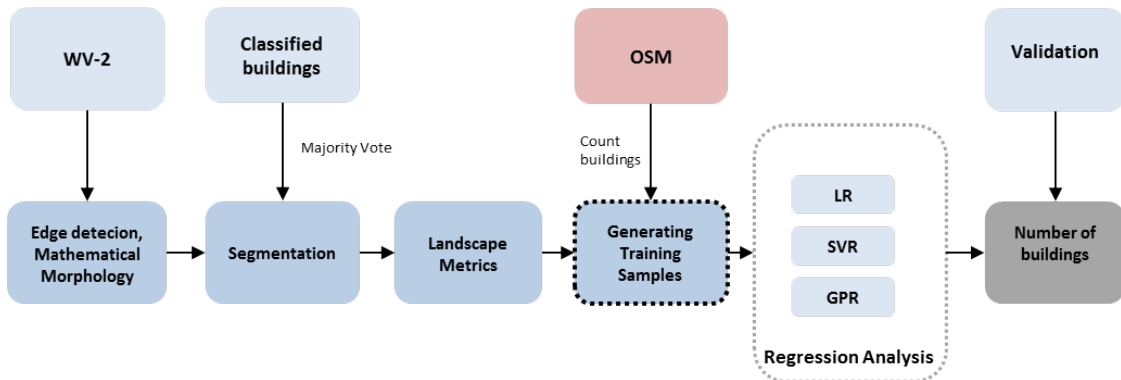 WV-2
Classified
buildings
OSM
Validation
Majority Vote
Count
buildings
Edge detecion,
Mathematical
Morphology
Segmentation
Landscape
Metrics
Generating
Training
Samples
LR
SVR
GPR
Regression Analysis
Number of
buildings